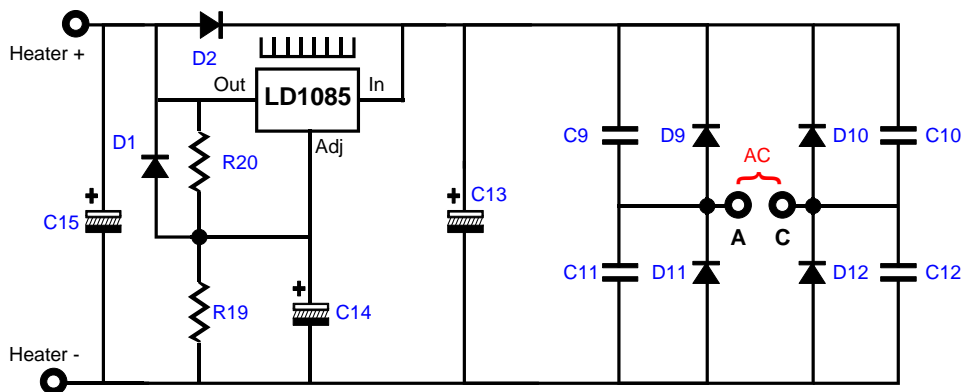 Heater +
D2
Out
LD1085
In
Adj
D1
R20
+
C15
+
C13
C9
D9
AC
D10
C10
A
C
R19
+
C14
C11
D11
D12
C12
Heater -